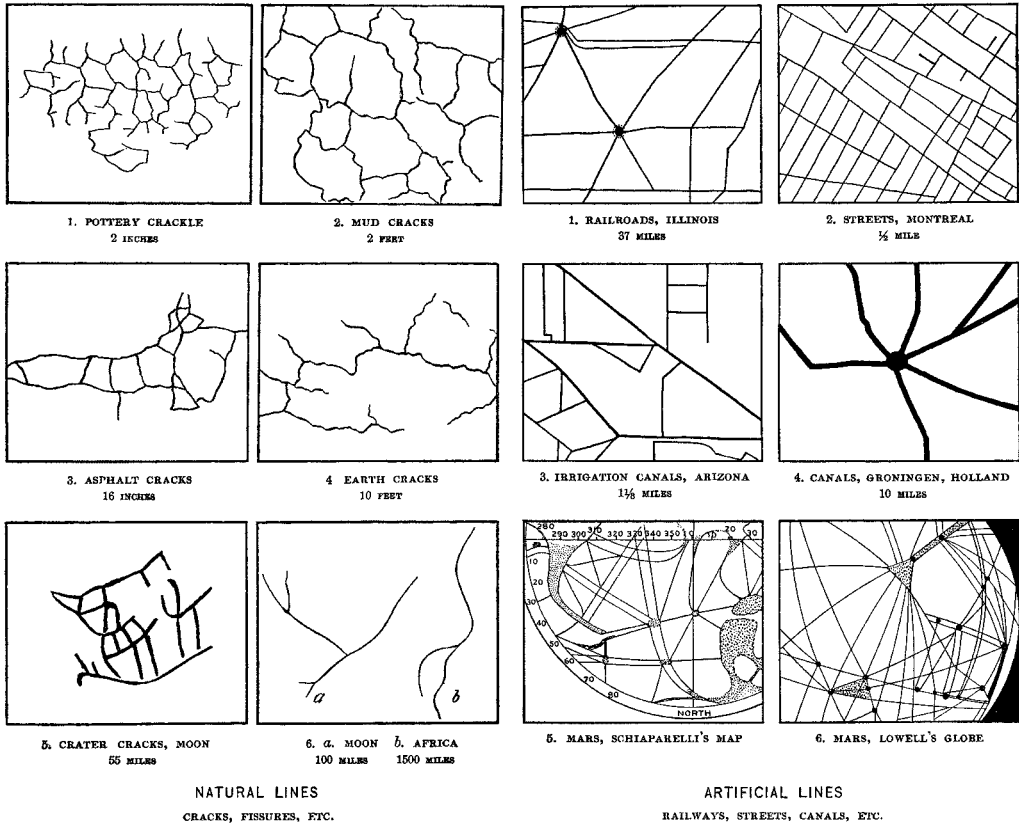 1. POTTERY CRACKLE
2 INCHES
2. MUD CRACKS
2 FEET
1. RAILROADS, ILLINOIS
37 MILES
2. STREETS, MONTREAL
½ MILE
3. ASPHALT CRACKS
16 INCHES
4 EARTH CRACKS
10 FEET
3. IRRIGATION CANALS, ARIZONA
1⅛ MILES
4. CANALS, GRONINGEN, HOLLAND
10 MILES
a
b
280
290 300 310 320 330 340 350 10 20 30
10
20
30
40
50
60
70
80
NORTH
5. CRATER CRACKS, MOON
55 MILES
6. a. MOON b. AFRICA
100 MILES 1500 MILES
5. MARS, SCHIAPARELLI'S MAP
6. MARS, LOWELL'S GLOBE
NATURAL LINES
CRACKS, FISSURES, ETC.
ARTIFICIAL LINES
RAILWAYS, STREETS, CANALS, ETC.